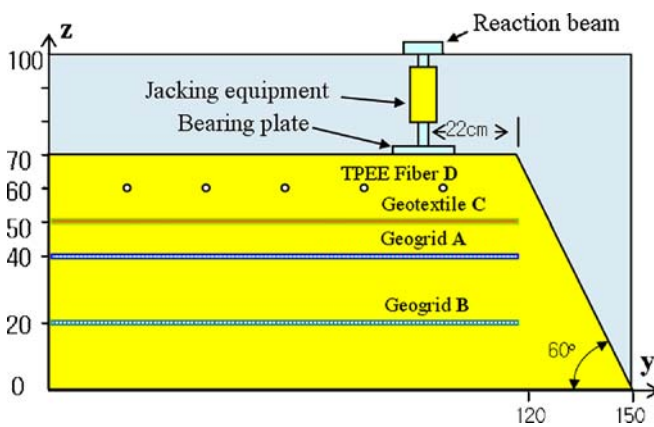 Reaction beam
z
100
Jacking equipment
22cm
Bearing plate
70
TPEE Fiber D
60
Geotextile C
50
Geogrid A
40
Geogrid B
20
60°
y
0
120
150